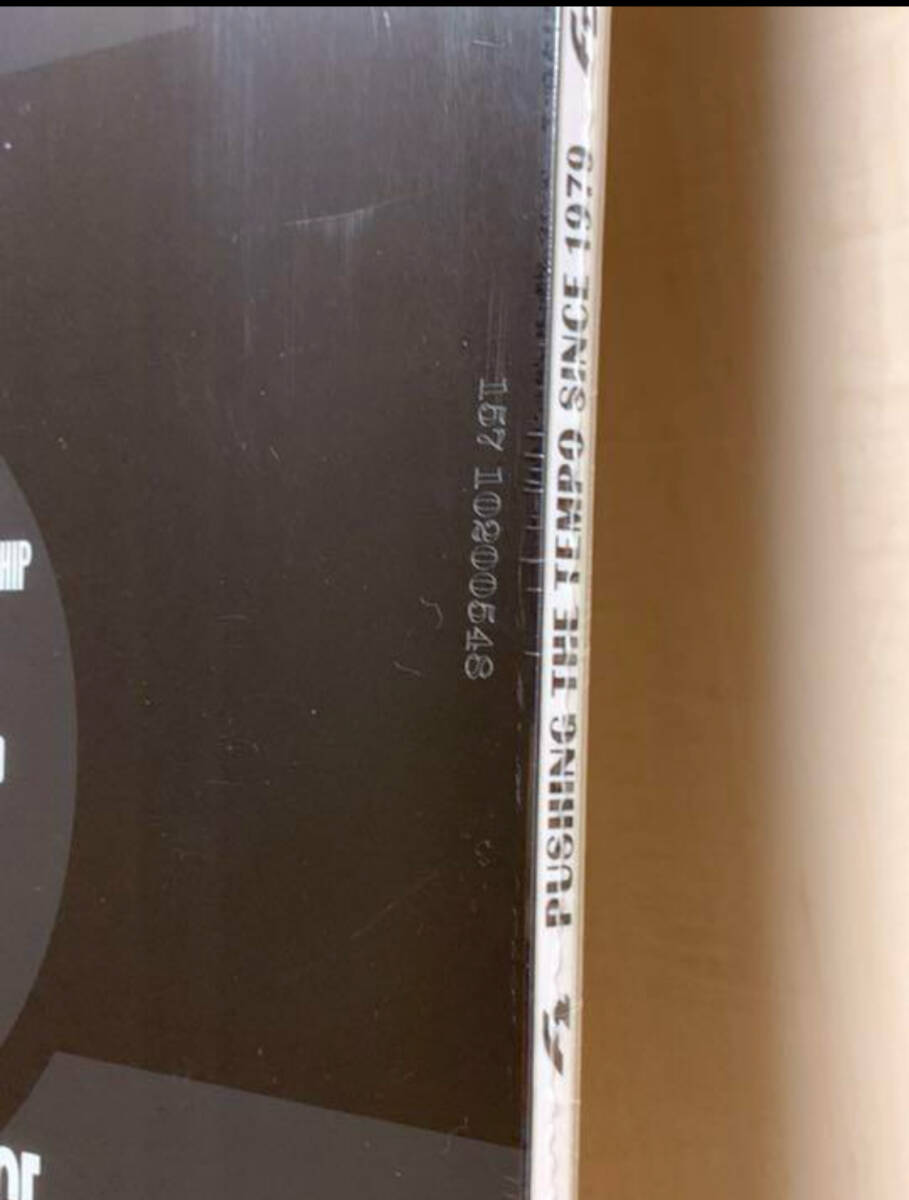 HIP
157 10200548
PUSHING THE TEMPO SINCE 1979